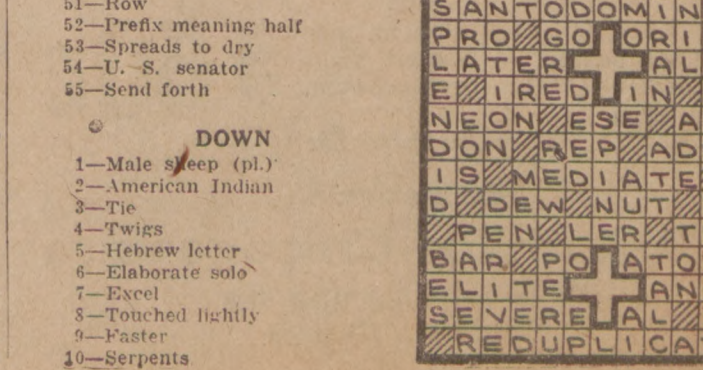 51—Row
52—Prefix meaning half
53—Spreads to dry
54—U. S. senator
55—Send forth
DOWN
1—Male sheep (pl.)
2—American Indian
3—Tie
4—Twigs
5—Hebrew letter
6—Elaborate solo
7—Excel
8—Touched lightly
9—Faster
10—Serpents
SANTODOMIN
PRO GO ORI
LATER AL
E IRED IN
NEON ESE A
DON REP AD
IS MEDIATE
D DEW NUT
PEN LER T
BAR PO ATO
ELITE AN
SEVERE AL
REDUPLICA